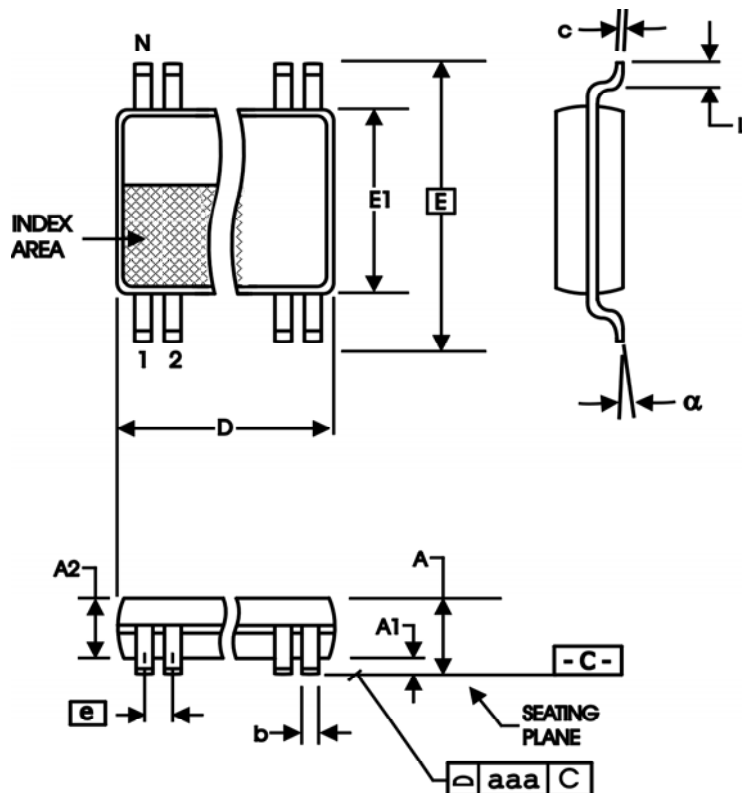 N
c
L
E1
E
INDEX
AREA
1 2
α
D
A2
A
A1
-C-
e
b
SEATING
PLANE
aaa C